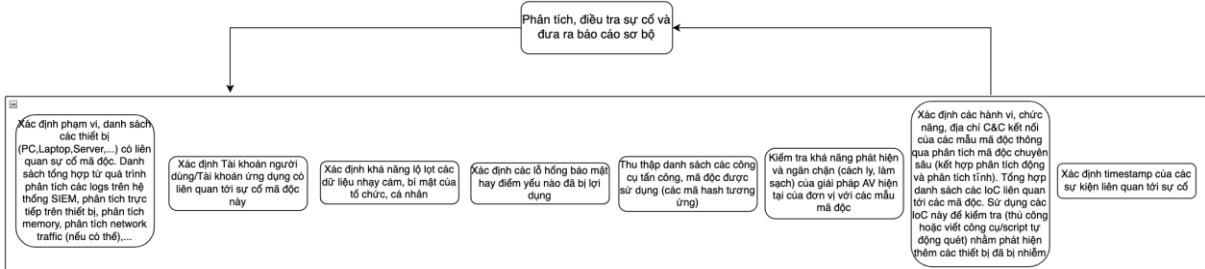 Phân tích, điều tra sự cố và
đưa ra báo cáo sơ bộ
Xác định phạm vi, danh sách
các thiết bị
(PC,Laptop,Server,...) có liên
quan sự cố mã độc. Danh
sách tổng hợp từ quá trình
phân tích các logs trên hệ
thống SIEM, phân tích trực
tiếp trên thiết bị, phân tích
memory, phân tích network
traffic (nếu có thể),...
Xác định Tài khoản người
dùng/Tài khoản ứng dụng có
liên quan tới sự cố mã độc
này
Xác định khả năng lộ lọt các
dữ liệu nhạy cảm, bí mật của
tổ chức, cá nhân
Xác định các lỗ hổng bảo mật
hay điểm yếu nào đã bị lợi
dụng
Thu thập danh sách các công
cụ tấn công, mã độc được
sử dụng (các mã hash tương
ứng)
Kiểm tra khả năng phát hiện
và ngăn chặn (cách ly, làm
sạch) của giải pháp AV hiện
tại của đơn vị với các mẫu
mã độc
Xác định các hành vi, chức
năng, địa chỉ C&C kết nối
của các mẫu mã độc thông
qua phân tích mã độc chuyên
sâu (kết hợp phân tích động
và phân tích tĩnh). Tổng hợp
danh sách các IoC liên quan
tới các mã độc. Sử dụng các
IoC này để kiểm tra (thủ công
hoặc viết công cụ/script tự
động quét) nhằm phát hiện
thêm các thiết bị đã bị nhiễm
Xác định timestamp của các
sự kiện liên quan tới sự cố